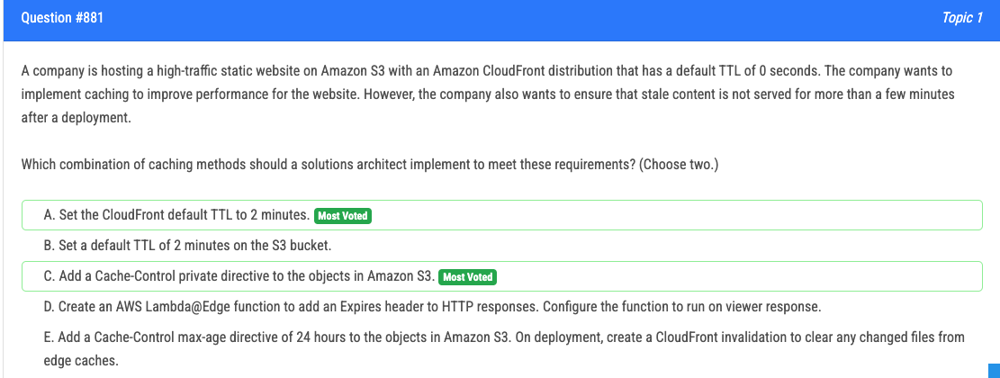 Question #881
Topic 1
A company is hosting a high-traffic static website on Amazon S3 with an Amazon CloudFront distribution that has a default TTL of 0 seconds. The company wants to
implement caching to improve performance for the website. However, the company also wants to ensure that stale content is not served for more than a few minutes
after a deployment.
Which combination of caching methods should a solutions architect implement to meet these requirements? (Choose two.)
A. Set the CloudFront default TTL to 2 minutes. Most Voted
B. Set a default TTL of 2 minutes on the S3 bucket.
C. Add a Cache-Control private directive to the objects in Amazon S3. Most Voted
D. Create an AWS Lambda@Edge function to add an Expires header to HTTP responses. Configure the function to run on viewer response.
E. Add a Cache-Control max-age directive of 24 hours to the objects in Amazon S3. On deployment, create a CloudFront invalidation to clear any changed files from
edge caches.